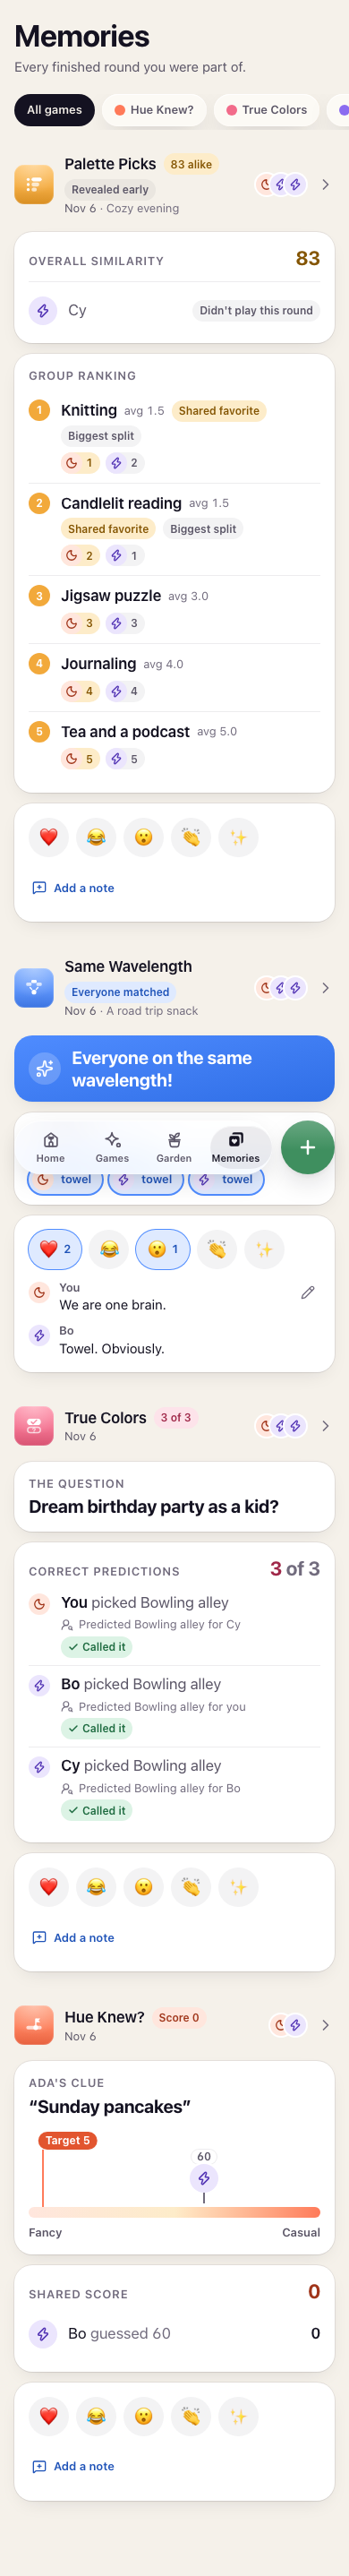 Memories
Every finished round you were part of.
All games
Hue Knew?
True Colors
Palette Picks 83 alike
Revealed early
Nov 6 · Cozy evening
OVERALL SIMILARITY 83
Cy Didn't play this round
GROUP RANKING
1 Knitting avg 1.5 Shared favorite
Biggest split
1 2
2 Candlelit reading avg 1.5
Shared favorite Biggest split
2 1
3 Jigsaw puzzle avg 3.0
3 3
4 Journaling avg 4.0
4 4
5 Tea and a podcast avg 5.0
5 5
Add a note
Same Wavelength
Everyone matched
Nov 6 · A road trip snack
Everyone on the same
wavelength!
Home Games Garden Memories
towel towel towel
2 1
You
We are one brain.
Bo
Towel. Obviously.
True Colors 3 of 3
Nov 6
THE QUESTION
Dream birthday party as a kid?
CORRECT PREDICTIONS 3 of 3
You picked Bowling alley
Predicted Bowling alley for Cy
Called it
Bo picked Bowling alley
Predicted Bowling alley for you
Called it
Cy picked Bowling alley
Predicted Bowling alley for Bo
Called it
Add a note
Hue Knew? Score 0
Nov 6
ADA'S CLUE
“Sunday pancakes”
Target 5
60
Fancy Casual
SHARED SCORE 0
Bo guessed 60 0
Add a note